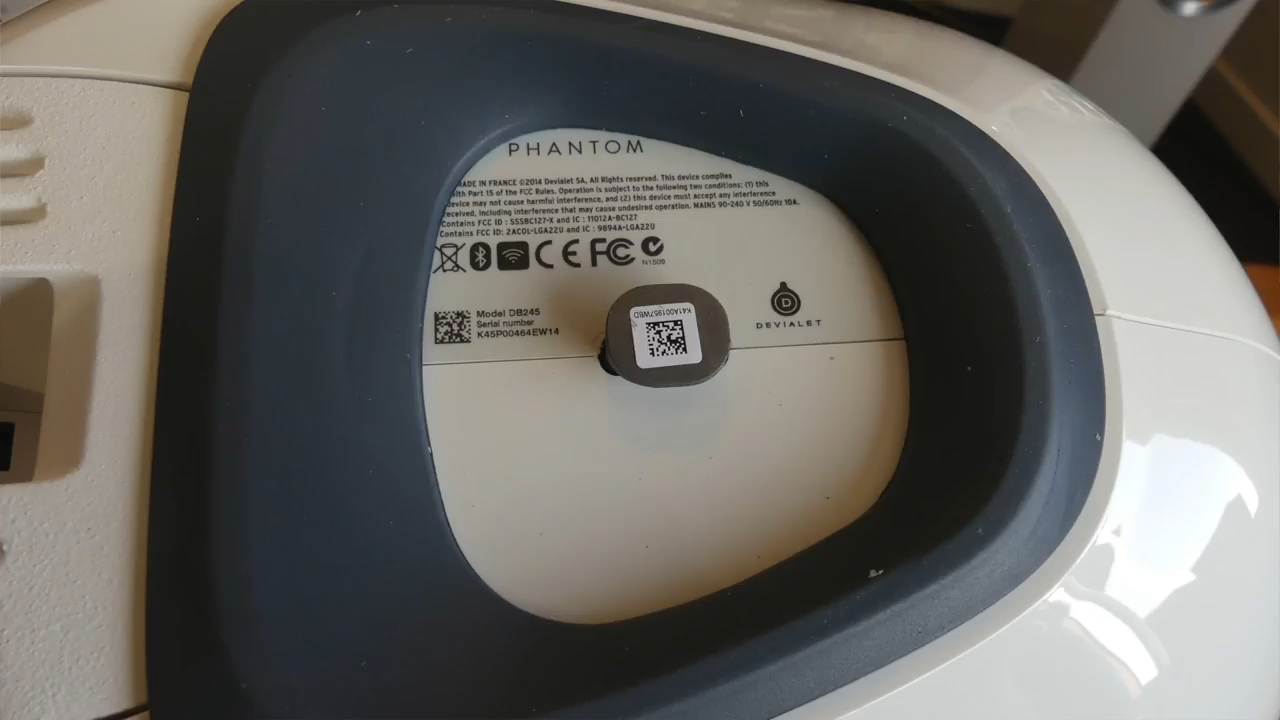 PHANTOM
ADE IN FRANCE ©2014 Devialet SA, All Rights reserved. This device complies
ith Part 15 of the FCC Rules. Operation is subject to the following two conditions: (1) this
device may not cause harmful interference, and (2) this device must accept any interference
received, including interference that may cause undesired operation. MAINS 90-240 V 50/60Hz 10A.
Contains FCC ID : SSSBC127-X and IC : 11012A-BC127
Contains FCC ID: 2ACOL-LGA22U and IC : 9894A-LGA22U
CE FC
N1509
Model DB245
Serial number
K45P00464EW14
K41A001957WBD
D
DEVIALET